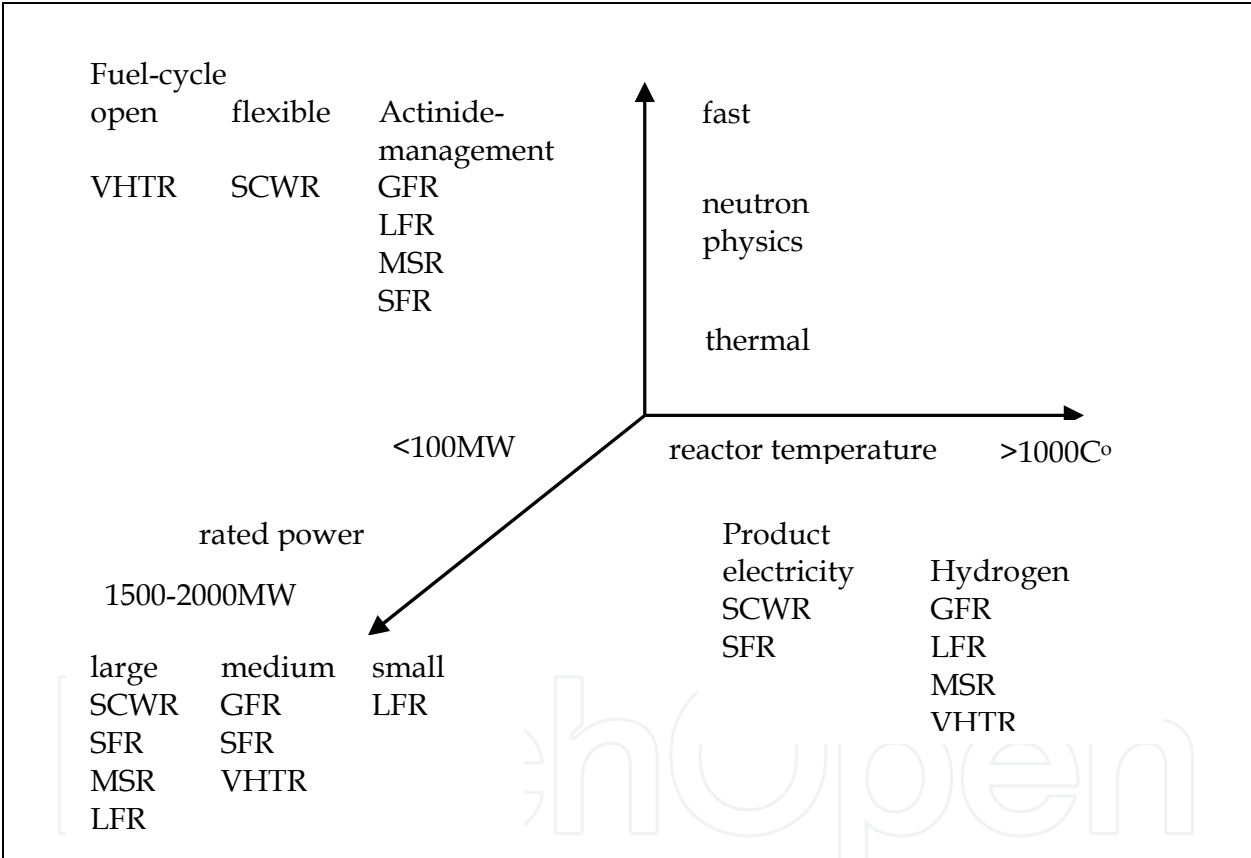 Fuel-cycle
open flexible Actinide-
management
VHTR SCWR GFR
LFR
MSR
SFR
fast
neutron
physics
thermal
<100MW
reactor temperature >1000Cº
rated power
1500-2000MW
Product
electricity Hydrogen
SCWR GFR
SFR LFR
MSR
VHTR
large medium small
SCWR GFR LFR
SFR SFR
MSR VHTR
LFR